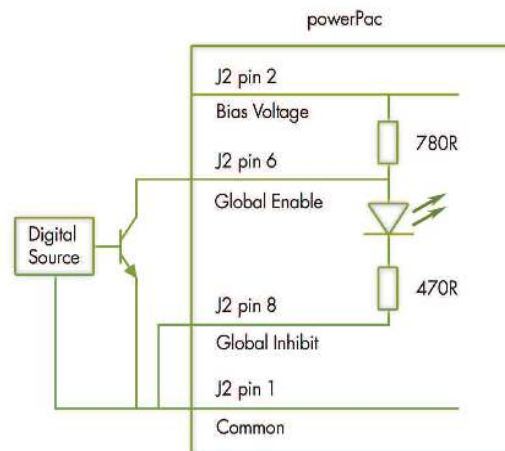 powerPac
J2 pin 2
Bias Voltage
780R
J2 pin 6
Global Enable
Digital
Source
470R
J2 pin 8
Global Inhibit
J2 pin 1
Common